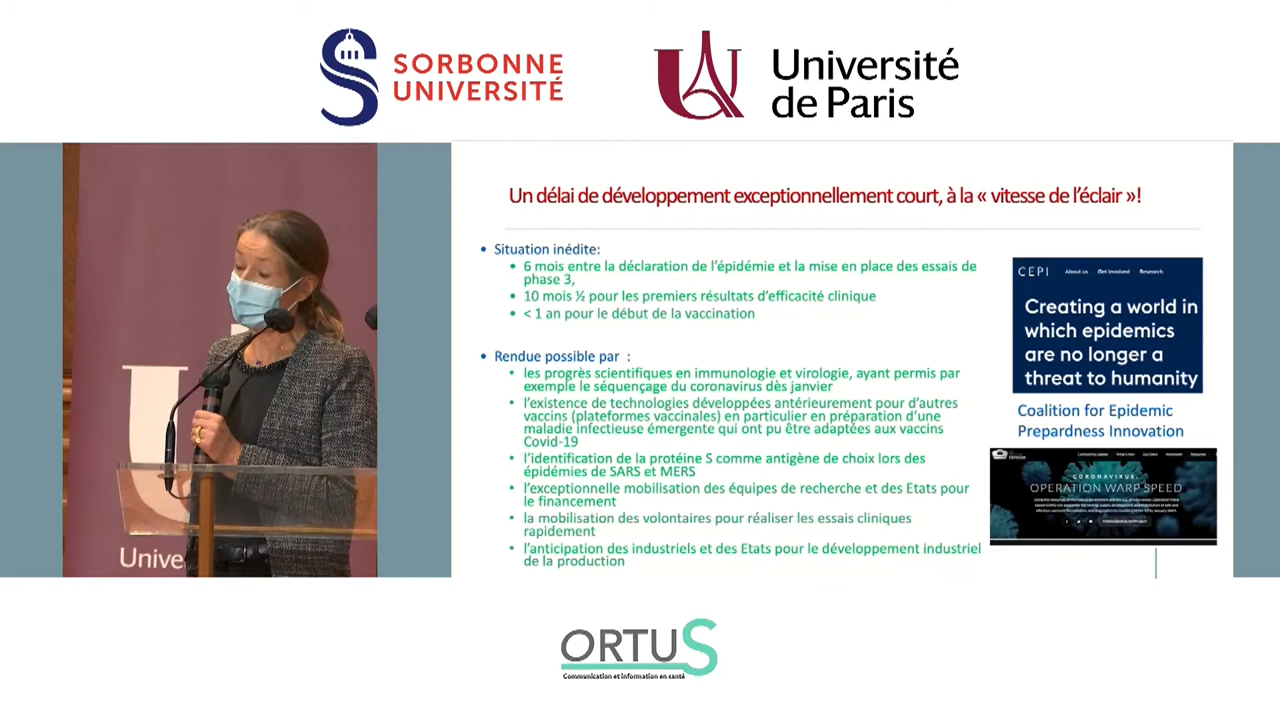 SORBONNE
UNIVERSITÉ
Université
de Paris
Un délai de développement exceptionnellement court, à la « vitesse de l'éclair »!
• Situation inédite:
• 6 mois entre la déclaration de l'épidémie et la mise en place des essais de
phase 3,
• 10 mois ½ pour les premiers résultats d'efficacité clinique
• < 1 an pour le début de la vaccination
• Rendue possible par :
• les progrès scientifiques en immunologie et virologie, ayant permis par
exemple le séquençage du coronavirus dès janvier
• l'existence de technologies développées antérieurement pour d'autres
vaccins (plateformes vaccinales) en particulier en préparation d'une
maladie infectieuse émergente qui ont pu être adaptées aux vaccins
Covid-19
• l'identification de la protéine S comme antigène de choix lors des
épidémies de SARS et MERS
• l'exceptionnelle mobilisation des équipes de recherche et des Etats pour
le financement
• la mobilisation des volontaires pour réaliser les essais cliniques
rapidement
• l'anticipation des industriels et des Etats pour le développement industriel
de la production
CEPI About us Get involved Research
Creating a world in
which epidemics
are no longer a
threat to humanity
Coalition for Epidemic
Prepardness Innovation
CORONAVIRUS:
OPERATION WARP SPEED
Unive
ORTUS
Communication et information en santé